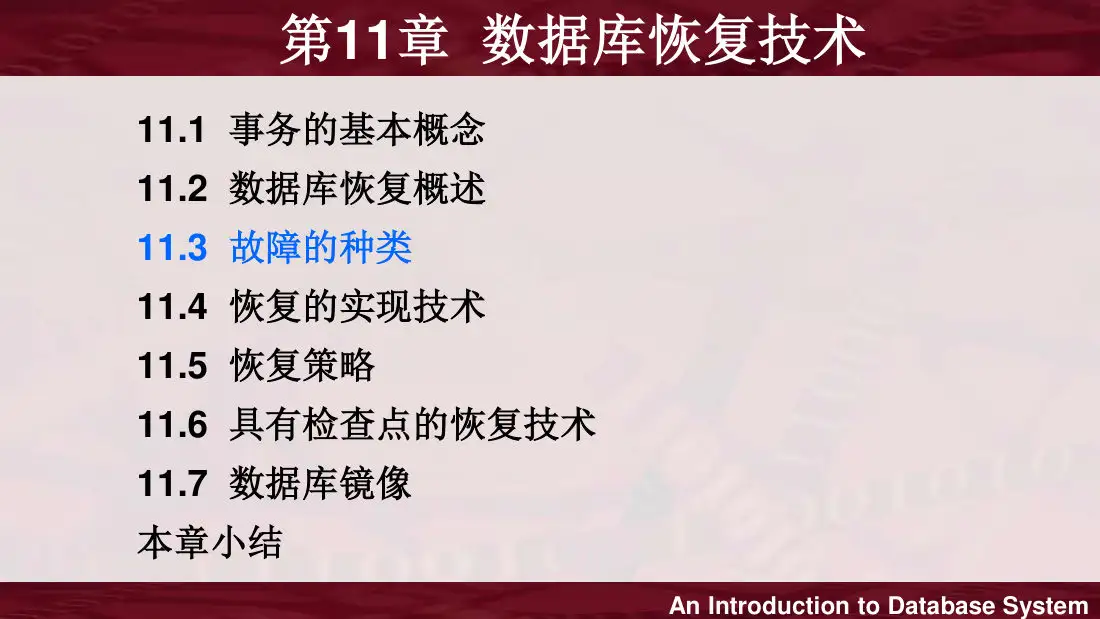 第11章 数据库恢复技术
11.1 事务的基本概念
11.2 数据库恢复概述
11.3 故障的种类
11.4 恢复的实现技术
11.5 恢复策略
11.6 具有检查点的恢复技术
11.7 数据库镜像
本章小结
An Introduction to Database System